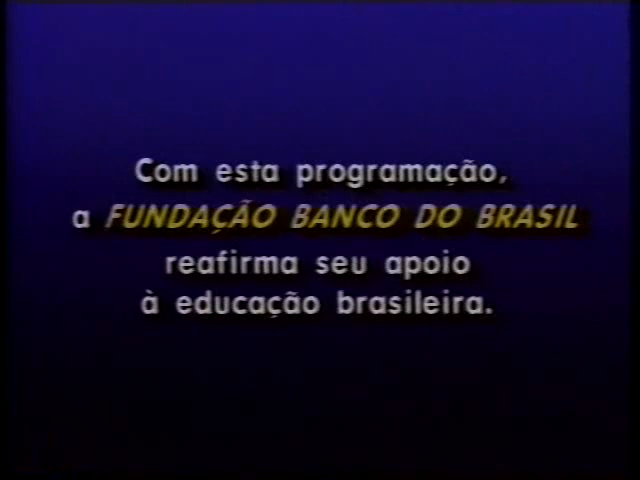 Com esta programação,
a FUNDAÇÃO BANCO DO BRASIL
reafirma seu apoio
à educação brasileira.